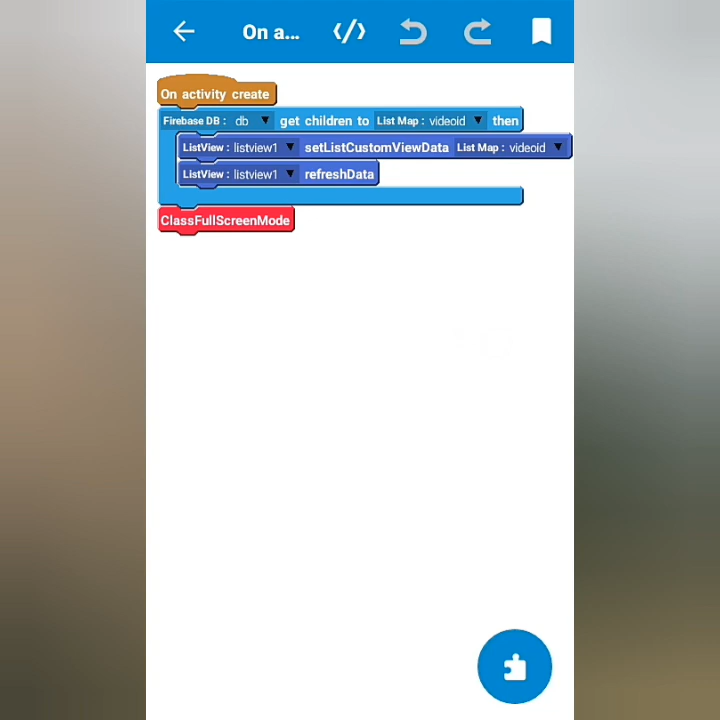 On a...
On activity create
Firebase DB : db get children to List Map : videoid then
ListView : listview1 setListCustomViewData List Map : videoid
ListView : listview1 refreshData
ClassFullScreenMode